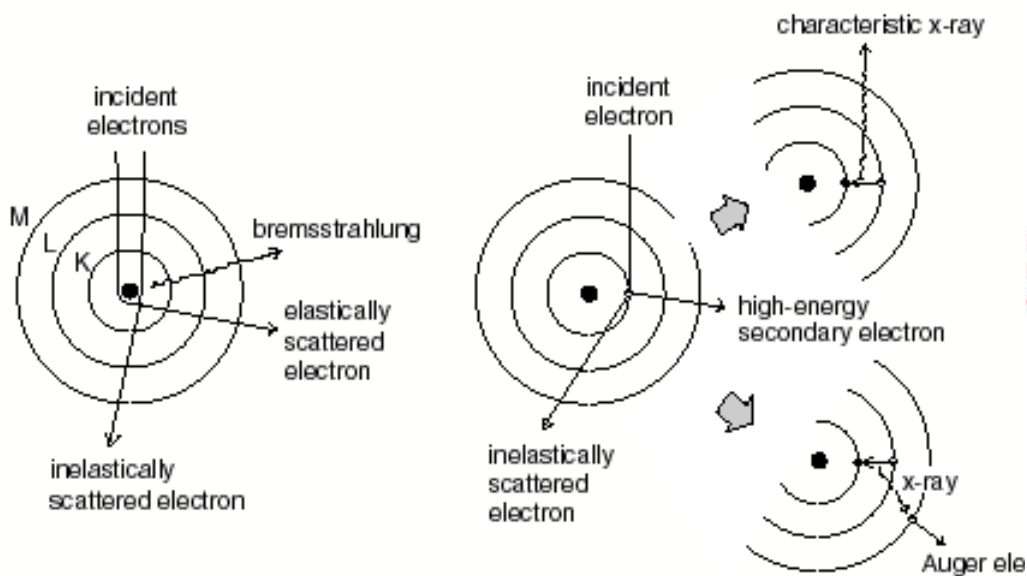 incident
electrons
M
L
K
bremsstrahlung
elastically
scattered
electron
inelastically
scattered electron
incident
electron
high-energy
secondary electron
inelastically
scattered
electron
characteristic x-ray
x-ray
Auger ele